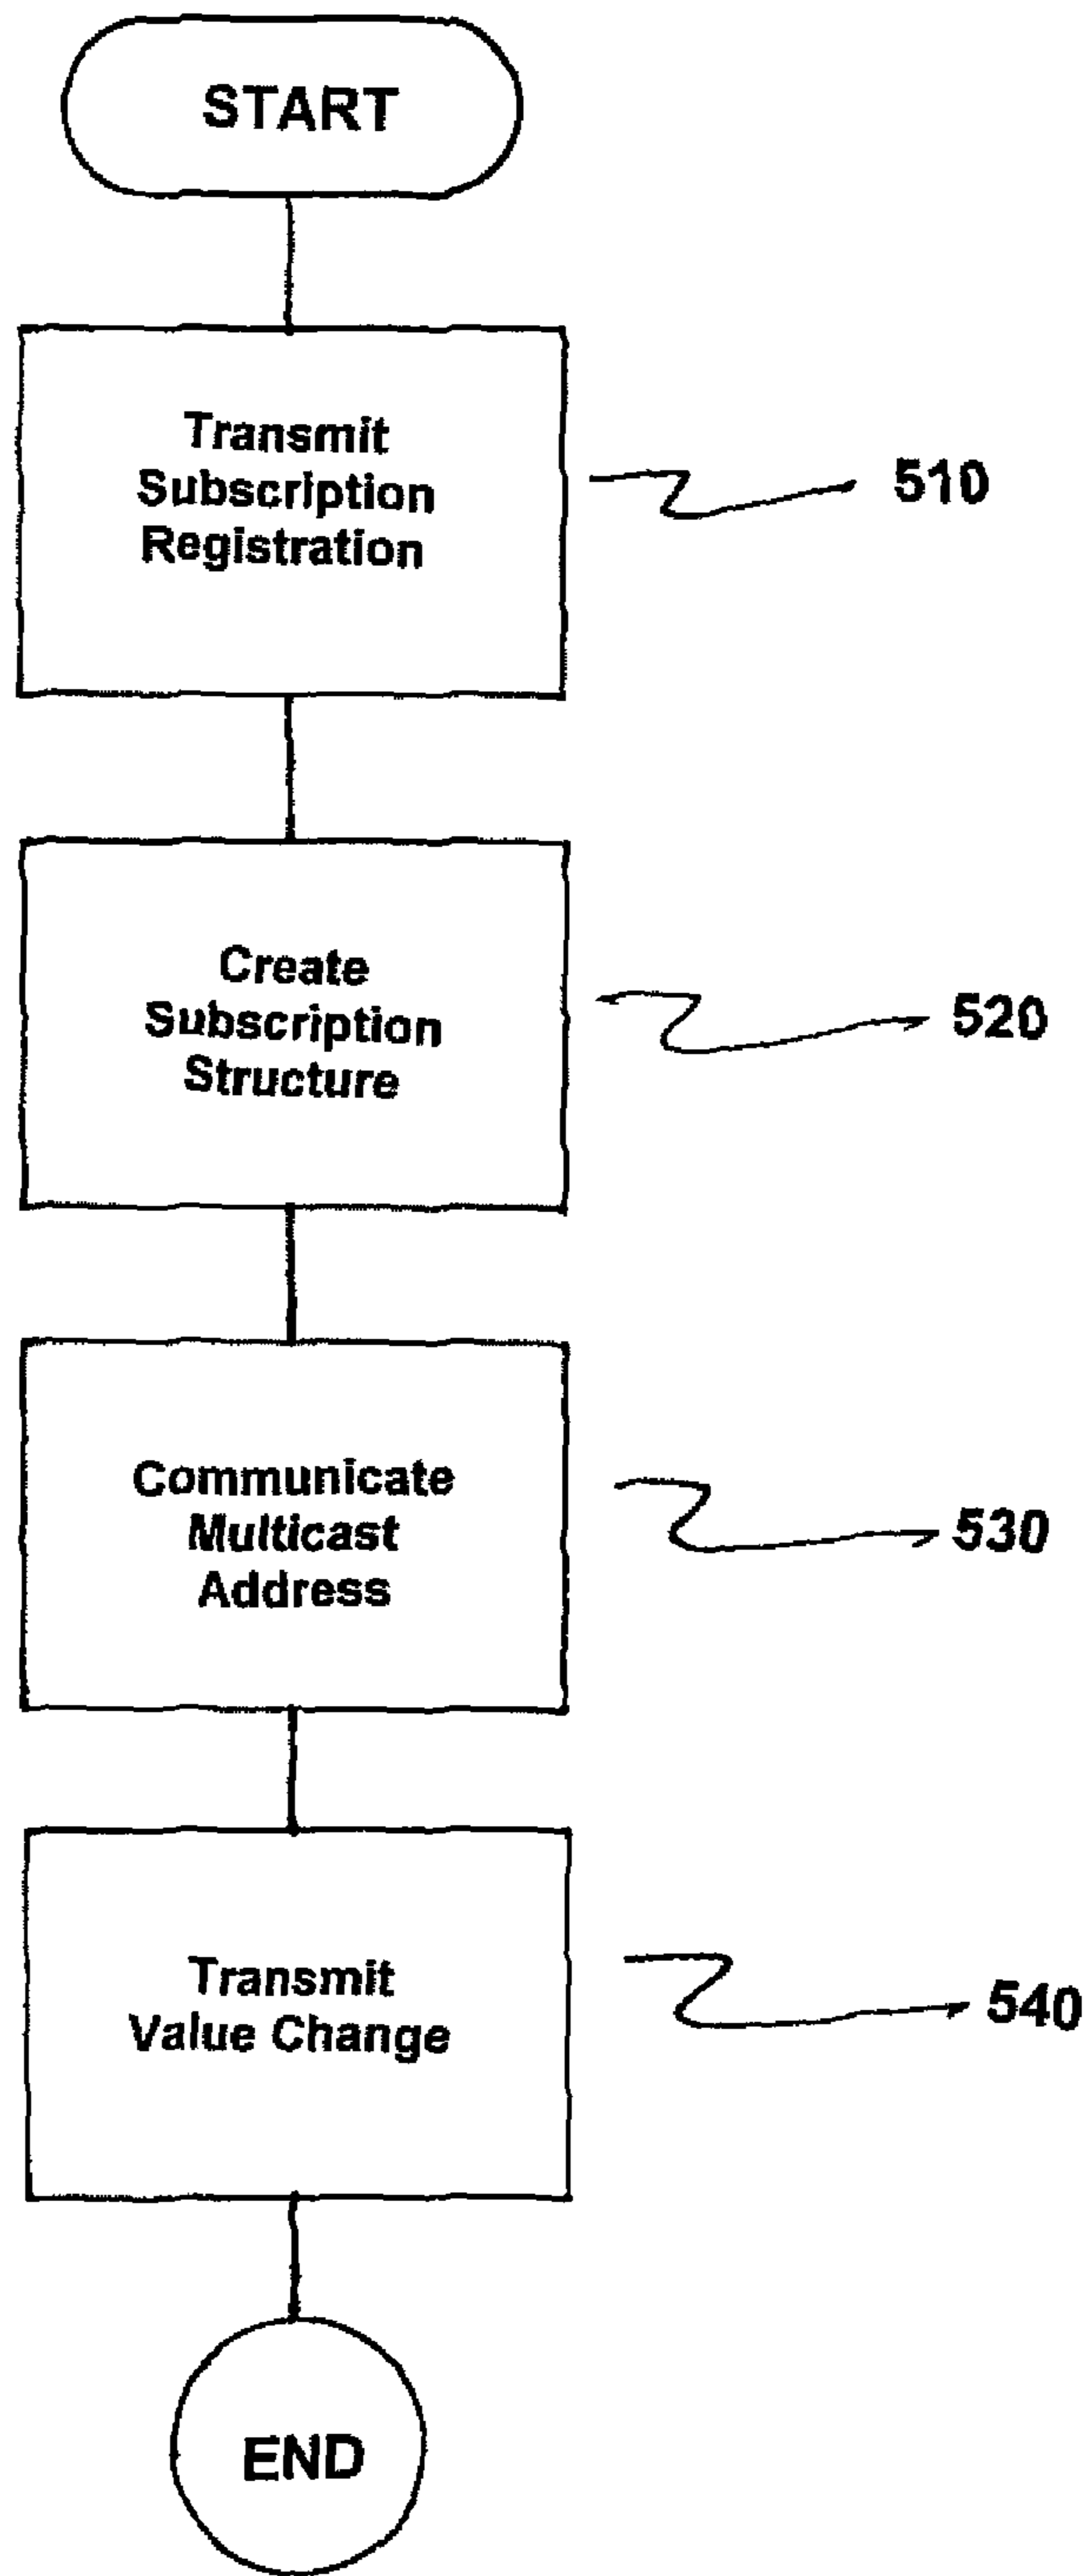 START
Transmit
Subscription
Registration
510
Create
Subscription
Structure
520
Communicate
Multicast
Address
530
Transmit
Value Change
540
END